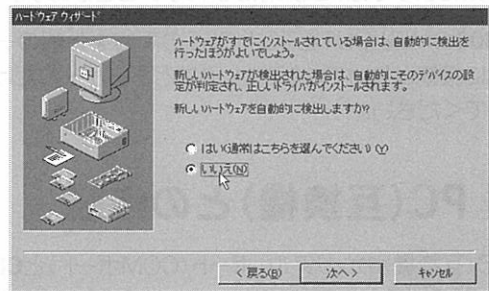 ハードウェア ウィザード
ハードウェアがすでにインストールされている場合は、自動的に検出を
行ったほうがよいでしょう。
新しいハードウェアが検出された場合は、自動的にそのデバイスの設
定が判定され、正しいドライバがインストールされます。
新しいハードウェアを自動的に検出しますか?
はい(通常はこちらを選んでください) (Y)
いいえ(N)
< 戻る(B)
次へ >
キャンセル